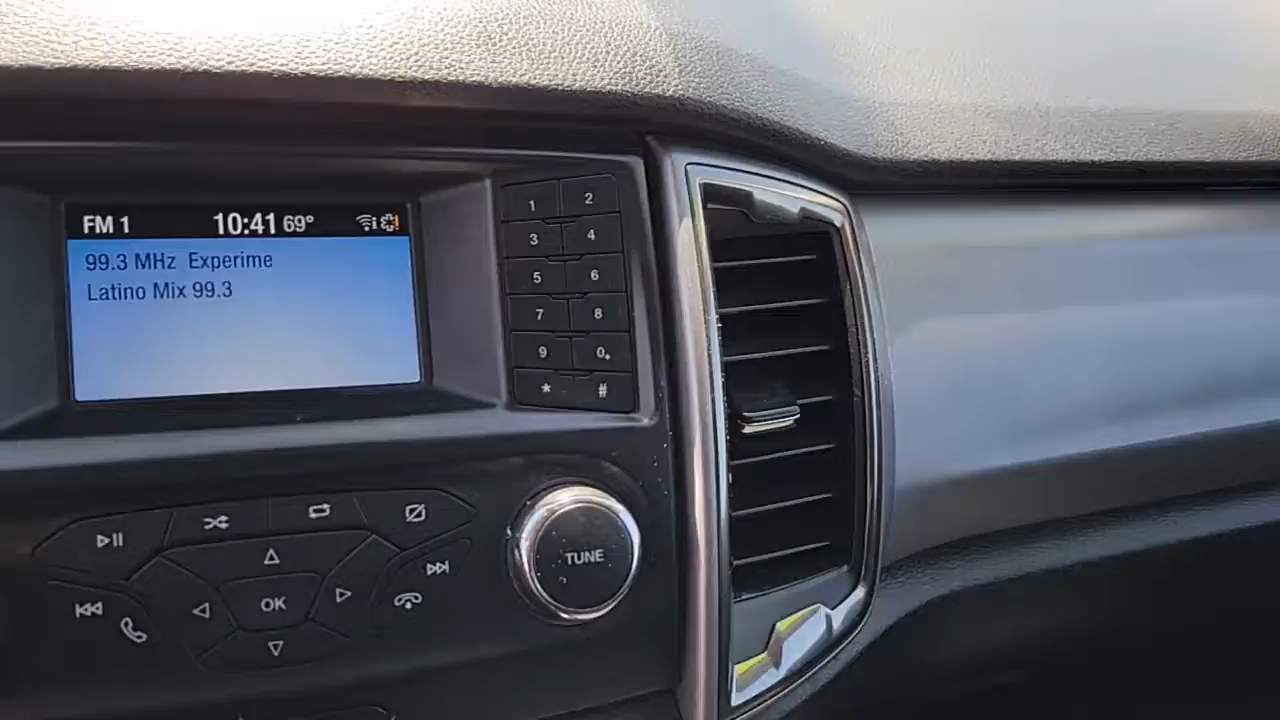 FM 1 10:41 69°
99.3 MHz Experime
Latino Mix 99.3
1 2
3 4
5 6
7 8
9 0+
* #
TUNE
OK